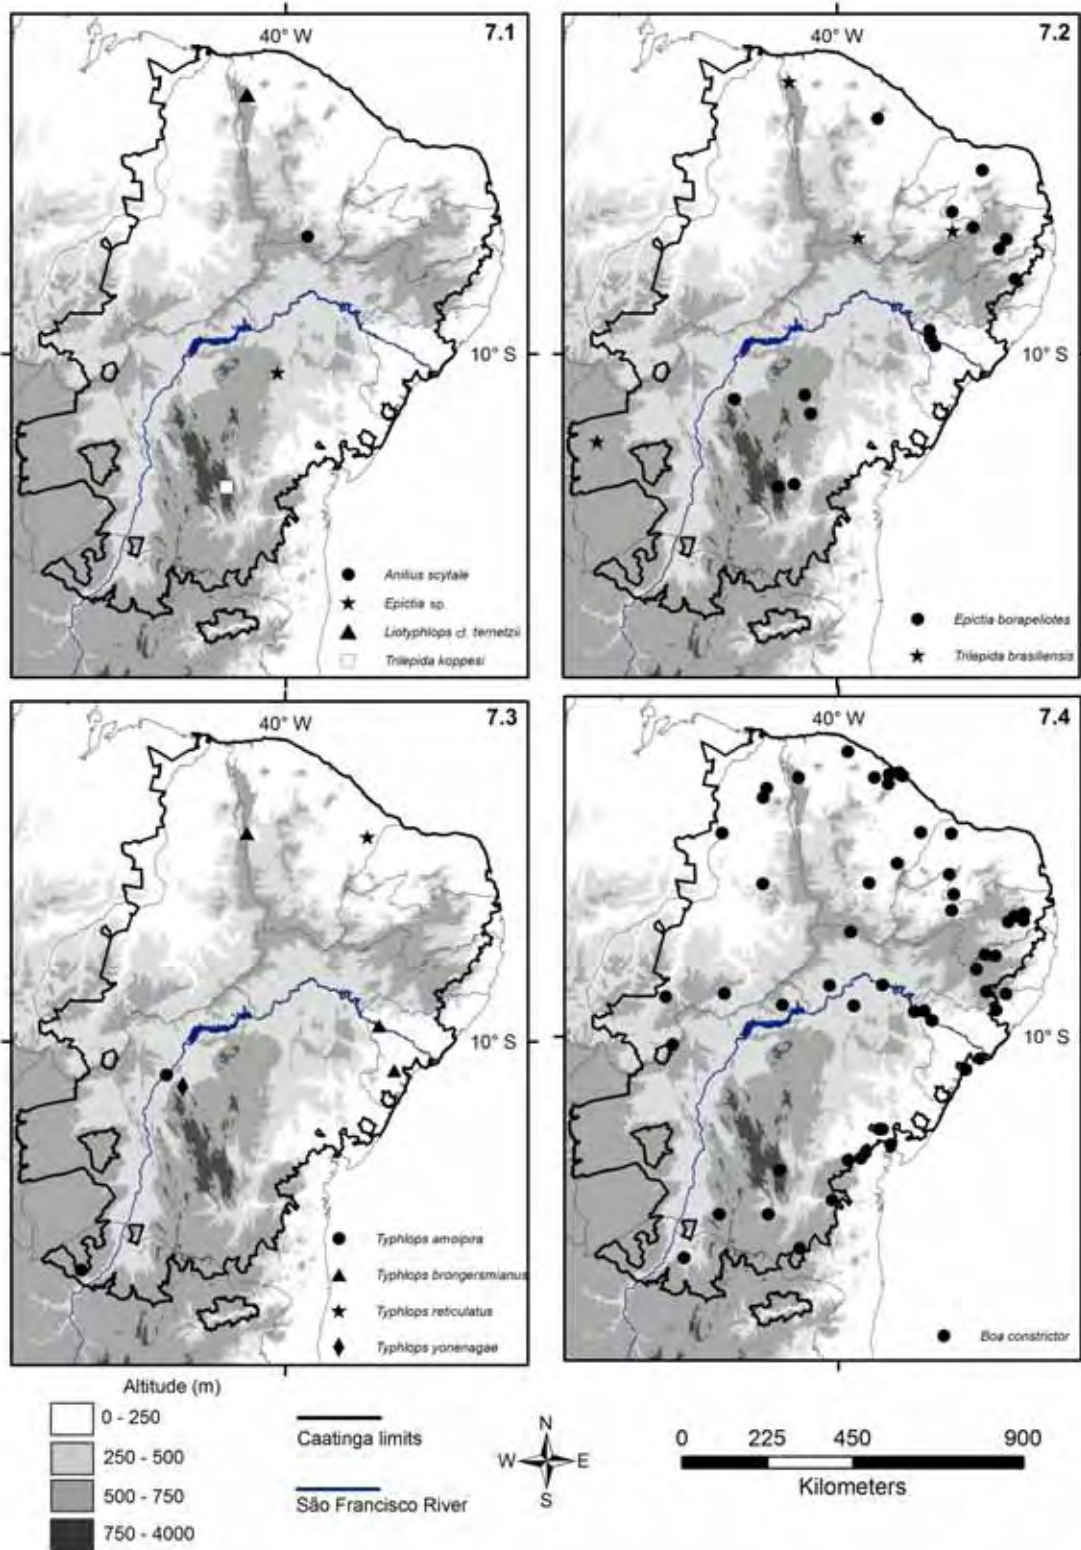 40° W
7.1
10° S
Anilius scytale
Epictia sp.
Liotyphlops cf. ternetzii
Trilepida koppesi
40° W
7.2
Epictia borapeliotes
Trilepida brasiliensis
40° W
7.3
10° S
Typhlops amoipira
Typhlops brongersmianus
Typhlops reticulatus
Typhlops yonenagae
40° W
7.4
10° S
Boa constrictor
Altitude (m)
0 - 250
250 - 500
500 - 750
750 - 4000
Caatinga limits
São Francisco River
N
W E
S
0 225 450 900
Kilometers